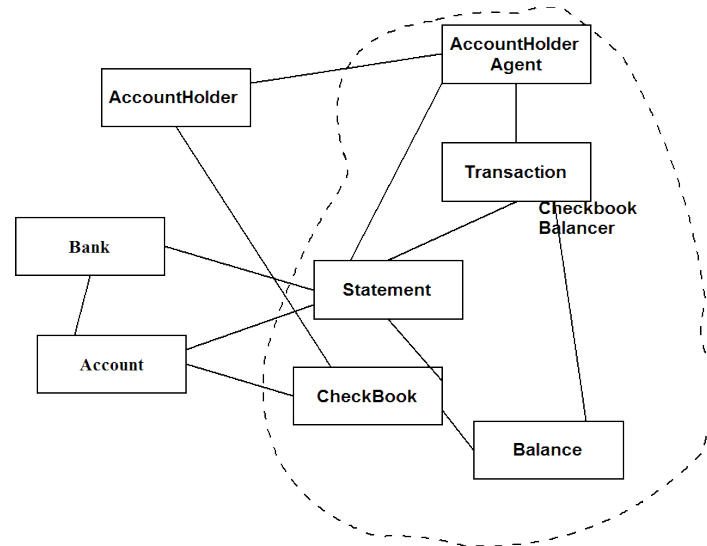 AccountHolder
Agent
AccountHolder
Transaction
Checkbook
Balancer
Bank
Statement
Account
CheckBook
Balance